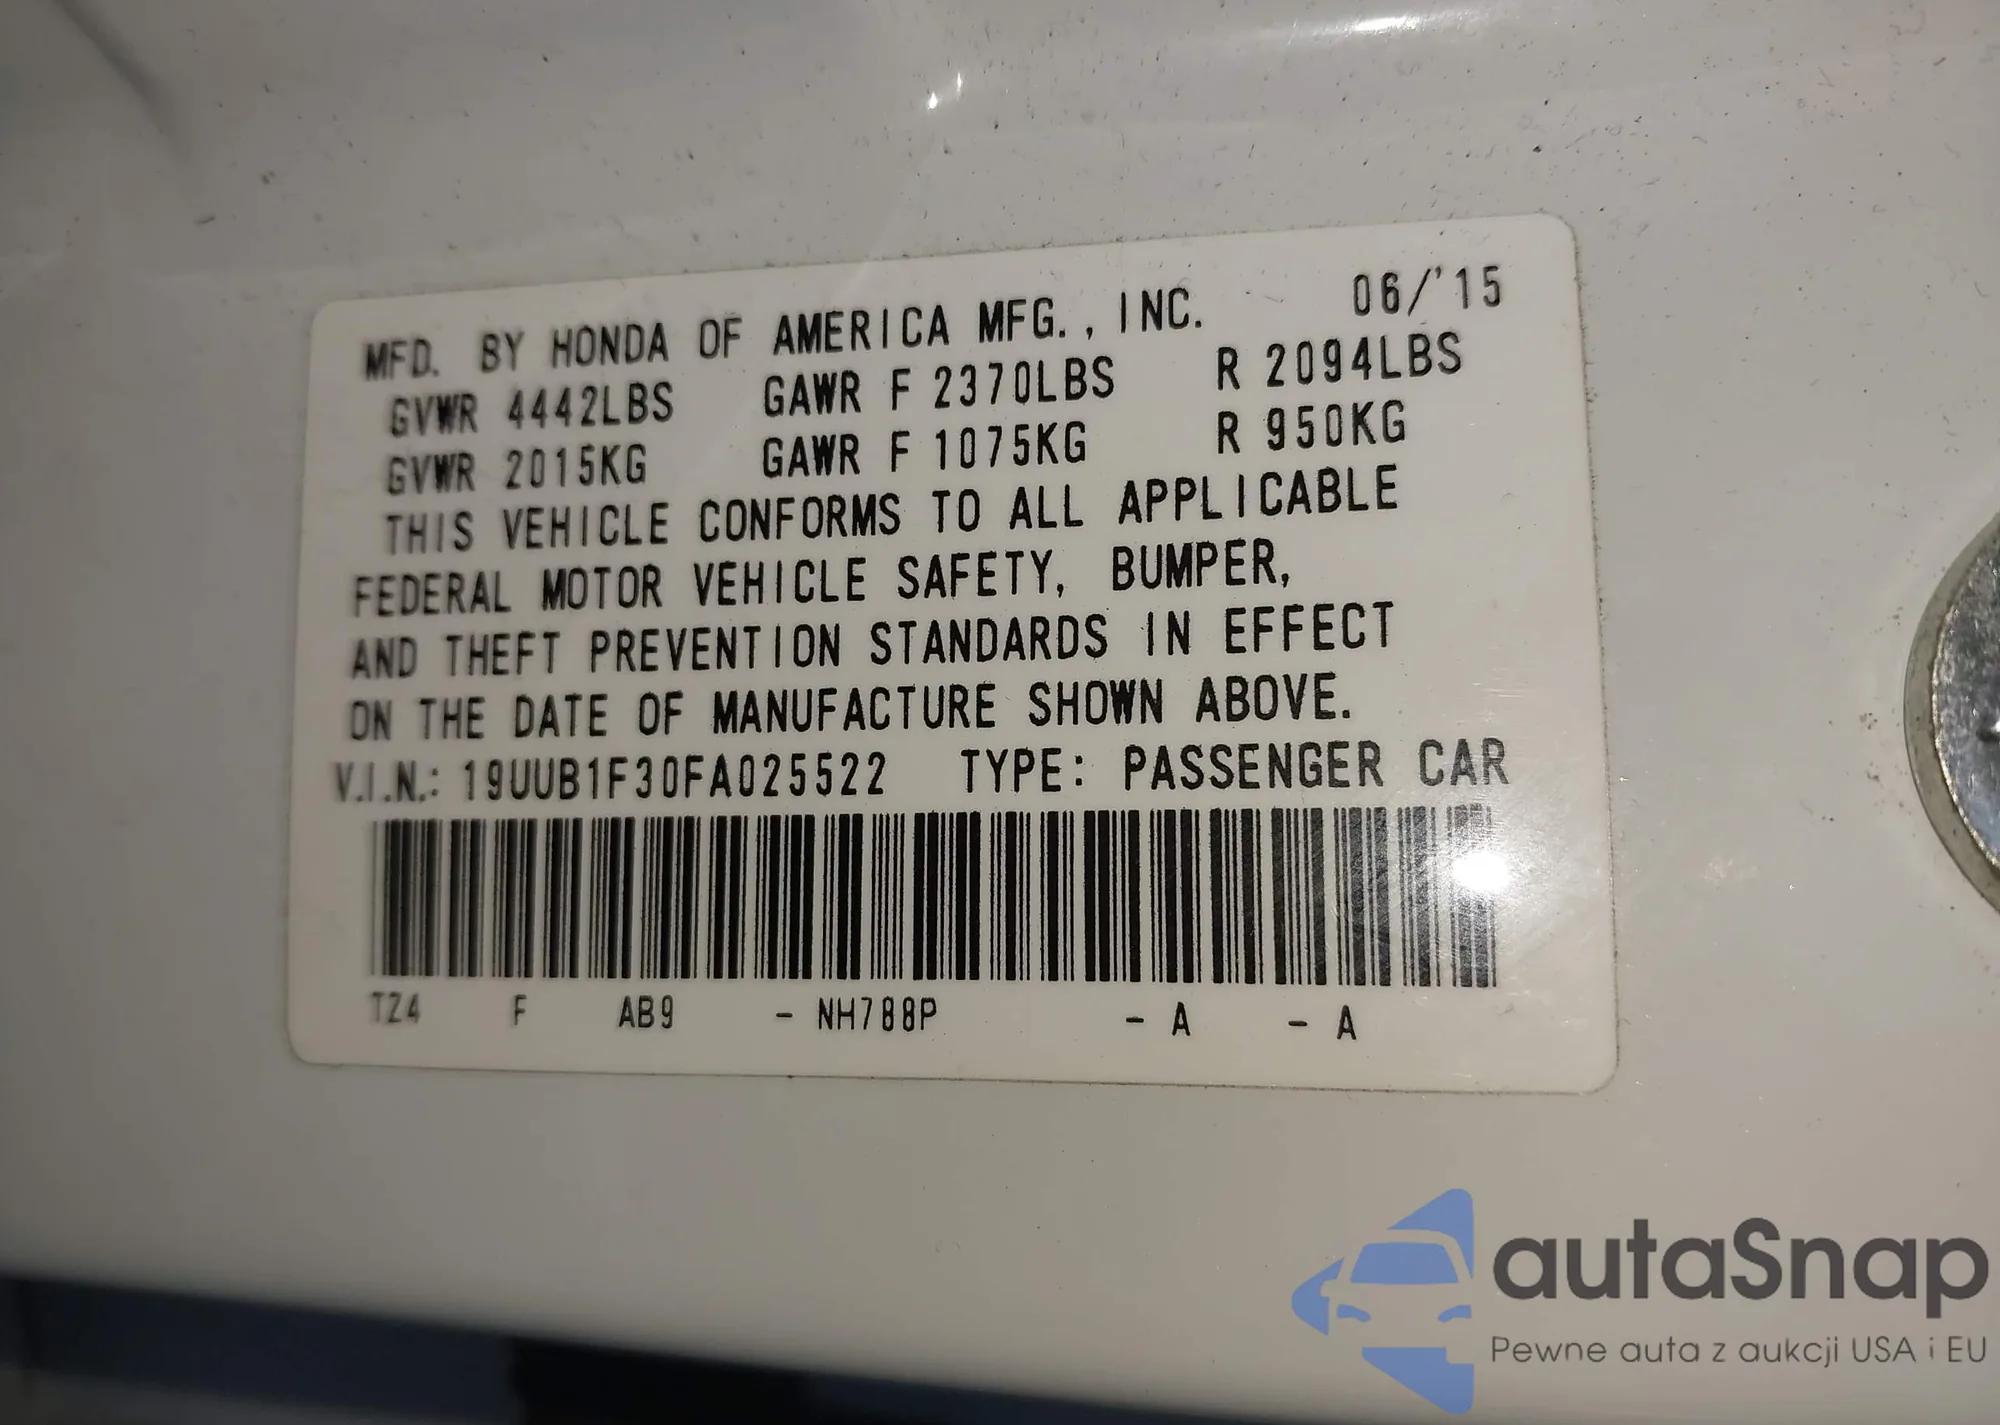 MFD. BY HONDA OF AMERICA MFG., INC. 06/'15
GVWR 4442LBS GAWR F 2370LBS R 2094LBS
GVWR 2015KG GAWR F 1075KG R 950KG
THIS VEHICLE CONFORMS TO ALL APPLICABLE
FEDERAL MOTOR VEHICLE SAFETY, BUMPER,
AND THEFT PREVENTION STANDARDS IN EFFECT
ON THE DATE OF MANUFACTURE SHOWN ABOVE.
V.I.N.: 19UUB1F30FA025522 TYPE: PASSENGER CAR
TZ4 F AB9 - NH788P - A - A
autaSnap
Pewne auta z aukcji USA i EU